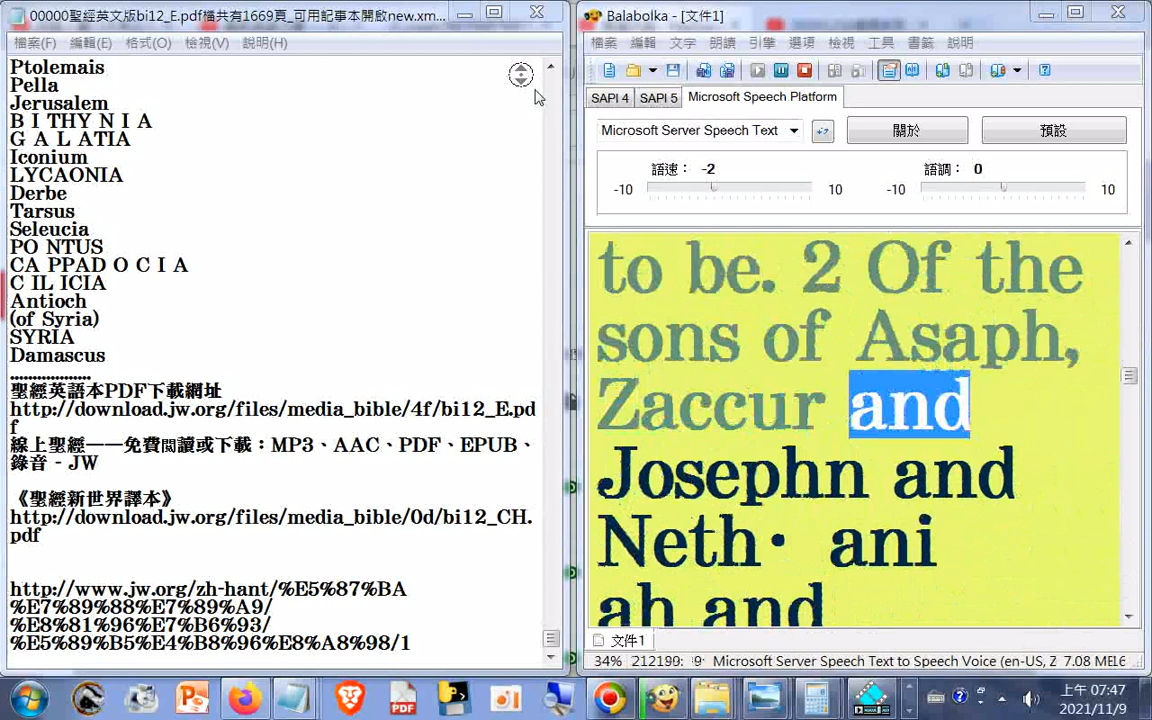 00000聖經英文版bi12_E.pdf檔共有1669頁_可用記事本開啟new.xm...
檔案(F) 編輯(E) 格式(O) 檢視(V) 說明(H)
Ptolemais
Pella
Jerusalem
B I THY N I A
G A L ATIA
Iconium
LYCAONIA
Derbe
Tarsus
Seleucia
PO NTUS
CA PPAD O C I A
C IL ICIA
Antioch
(of Syria)
SYRIA
Damascus
..................
聖經英語本PDF下載網址
http://download.jw.org/files/media_bible/4f/bi12_E.pd
f
線上聖經——免費閱讀或下載：MP3、AAC、PDF、EPUB、
錄音 - JW
《聖經新世界譯本》
http://download.jw.org/files/media_bible/0d/bi12_CH.
pdf
http://www.jw.org/zh-hant/%E5%87%BA
%E7%89%88%E7%89%A9/
%E8%81%96%E7%B6%93/
%E5%89%B5%E4%B8%96%E8%A8%98/1
Balabolka - [文件1]
檔案 編輯 文字 朗讀 引擎 選項 檢視 工具 書籤 說明
SAPI 4 SAPI 5 Microsoft Speech Platform
Microsoft Server Speech Text 關於 預設
語速： -2 語調： 0
-10 10 -10 10
to be. 2 Of the
sons of Asaph,
Zaccur and
Josephn and
Neth· ani
ah and
文件1
34% Microsoft Server Speech Text to Speech Voice (en-US, Z 7.08 МБ
PDF
上午 07:47
2021/11/9